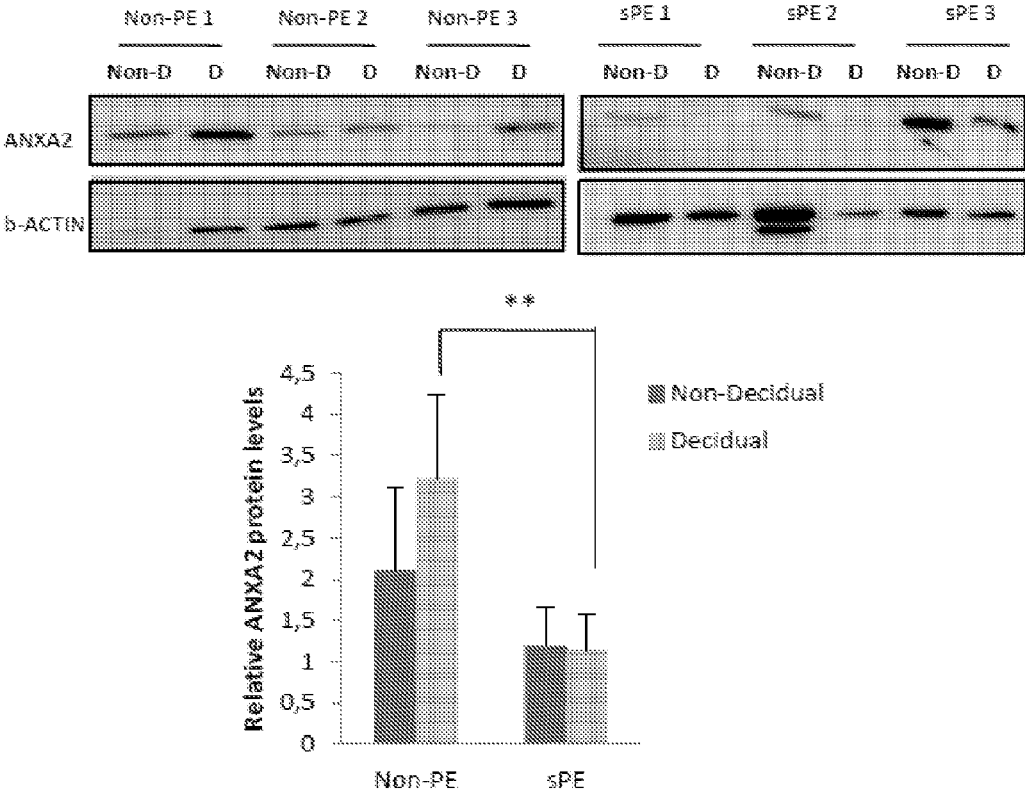 Non-PE 1 Non-PE 2 Non-PE 3 sPE 1 sPE 2 sPE 3
Non-D D Non-D D Non-D D Non-D D Non-D D Non-D D
ANXA2
b-ACTIN
**
Relative ANXA2 protein levels
4,5
4
3,5
3
2,5
2
1,5
1
0,5
0
Non-Decidual
Decidual
Non-PE sPE